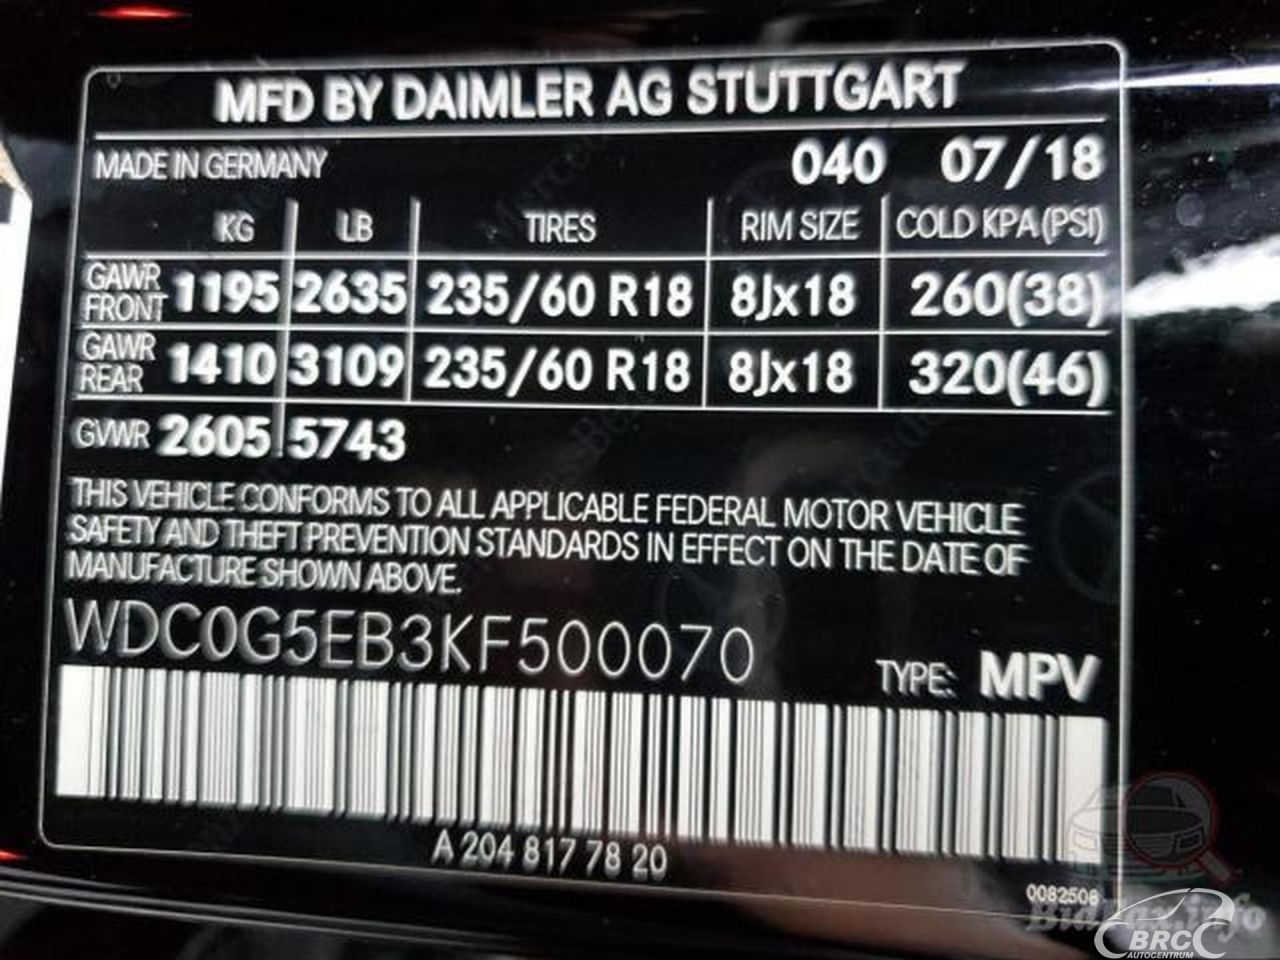 MFD BY DAIMLER AG STUTTGART
MADE IN GERMANY 040 07/18
KG LB TIRES RIM SIZE COLD KPA (PSI)
GAWR FRONT 1195 2635 235/60 R18 8Jx18 260(38)
GAWR REAR 1410 3109 235/60 R18 8Jx18 320(46)
GVWR 2605 5743
THIS VEHICLE CONFORMS TO ALL APPLICABLE FEDERAL MOTOR VEHICLE
SAFETY AND THEFT PREVENTION STANDARDS IN EFFECT ON THE DATE OF
MANUFACTURE SHOWN ABOVE.
WDC0G5EB3KF500070
TYPE: MPV
A 204 817 78 20
0082508
BRC
AUTOCENTRUM